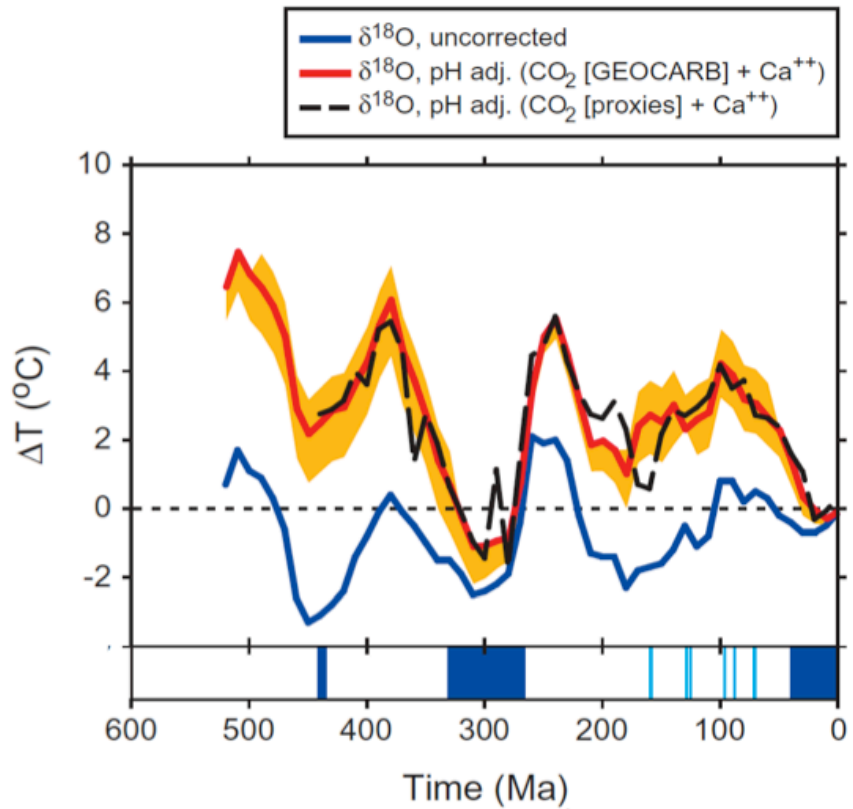 δ¹⁸O, uncorrected
δ¹⁸O, pH adj. (CO₂ [GEOCARB] + Ca⁺⁺)
δ¹⁸O, pH adj. (CO₂ [proxies] + Ca⁺⁺)
10
8
6
4
2
0
-2
ΔT (ºC)
600 500 400 300 200 100 0
Time (Ma)